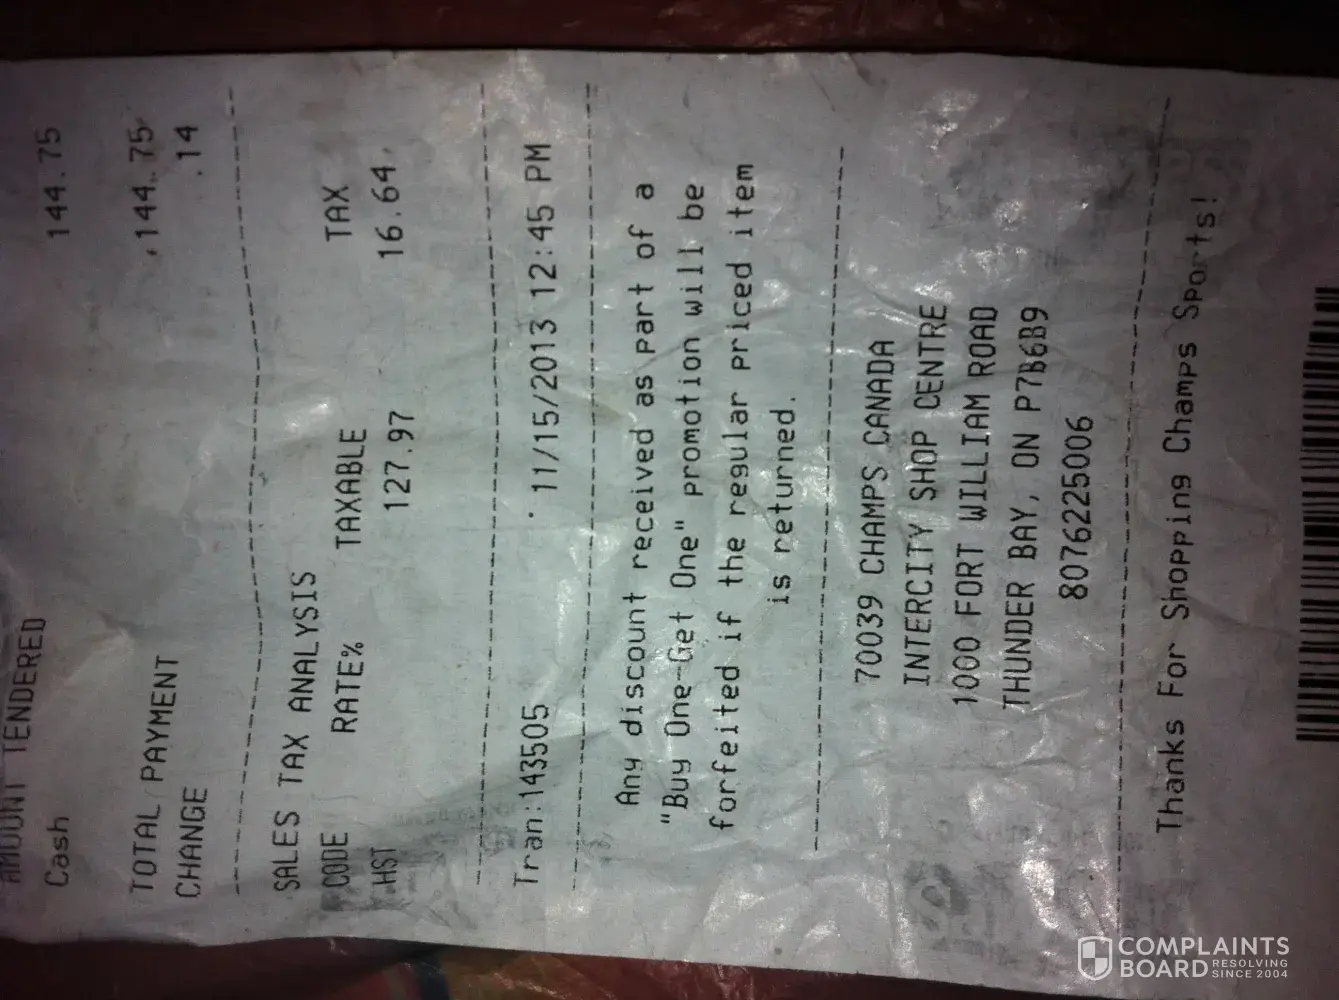 AMOUNT TENDERED
Cash 144.75
TOTAL PAYMENT 144.75
CHANGE .14
SALES TAX ANALYSIS
CODE RATE% TAXABLE TAX
HST 127.97 16.64
Tran:143505 11/15/2013 12:45 PM
Any discount received as part of a
"Buy One-Get One" promotion will be
forfeited if the regular priced item
is returned.
70039 CHAMPS CANADA
INTERCITY SHOP CENTRE
1000 FORT WILLIAM ROAD
THUNDER BAY, ON P7B6B9
8076225006
Thanks For Shopping Champs Sports!
COMPLAINTS
BOARD RESOLVING
SINCE 2004